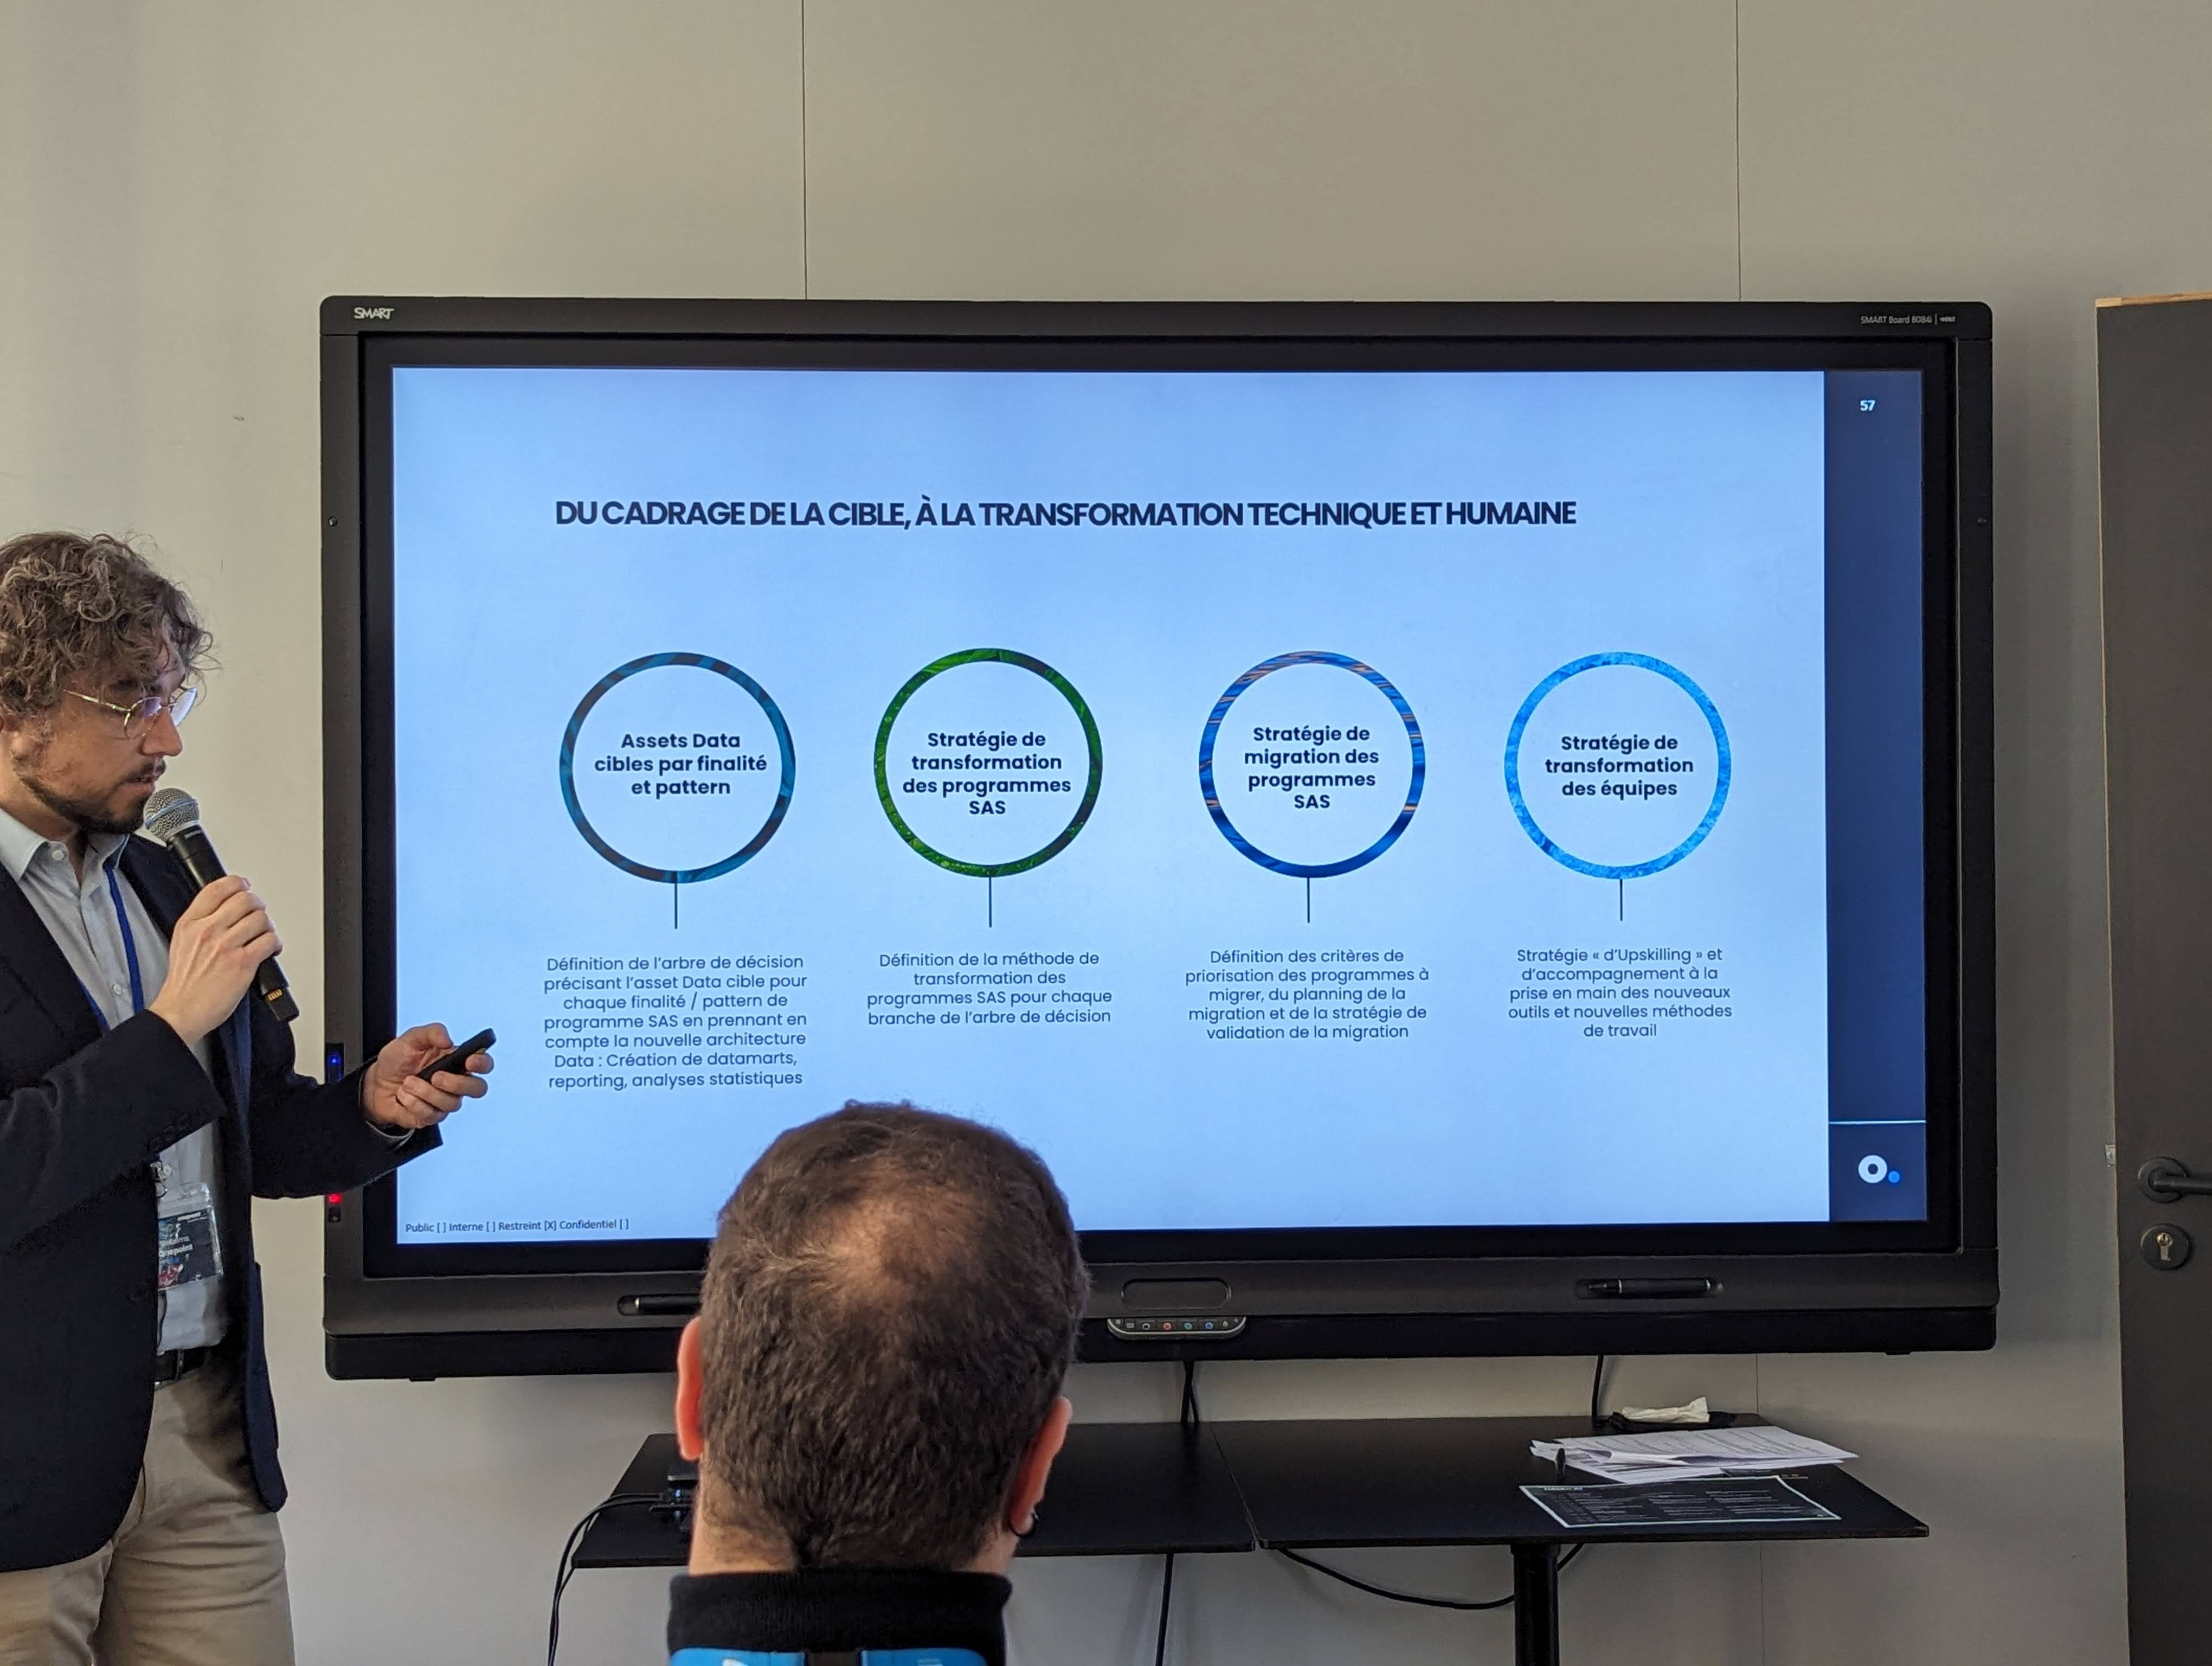 SMART
SMART Board 8084i
57
DU CADRAGE DE LA CIBLE, À LA TRANSFORMATION TECHNIQUE ET HUMAINE
Assets Data
cibles par finalité
et pattern
Définition de l'arbre de décision
précisant l'asset Data cible pour
chaque finalité / pattern de
programme SAS en prennant en
compte la nouvelle architecture
Data : Création de datamarts,
reporting, analyses statistiques
Stratégie de
transformation
des programmes
SAS
Définition de la méthode de
transformation des
programmes SAS pour chaque
branche de l'arbre de décision
Stratégie de
migration des
programmes
SAS
Définition des critères de
priorisation des programmes à
migrer, du planning de la
migration et de la stratégie de
validation de la migration
Stratégie de
transformation
des équipes
Stratégie « d'Upskilling » et
d'accompagnement à la
prise en main des nouveaux
outils et nouvelles méthodes
de travail
Public [ ] Interne [ ] Restreint [X] Confidentiel [ ]